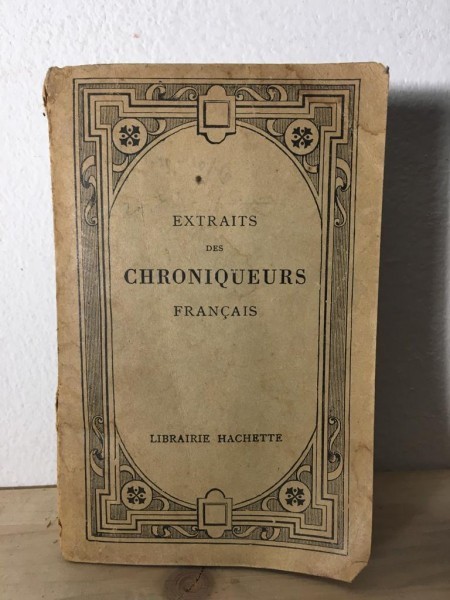 EXTRAITS
DES
CHRONIQUEURS
FRANÇAIS
LIBRAIRIE HACHETTE